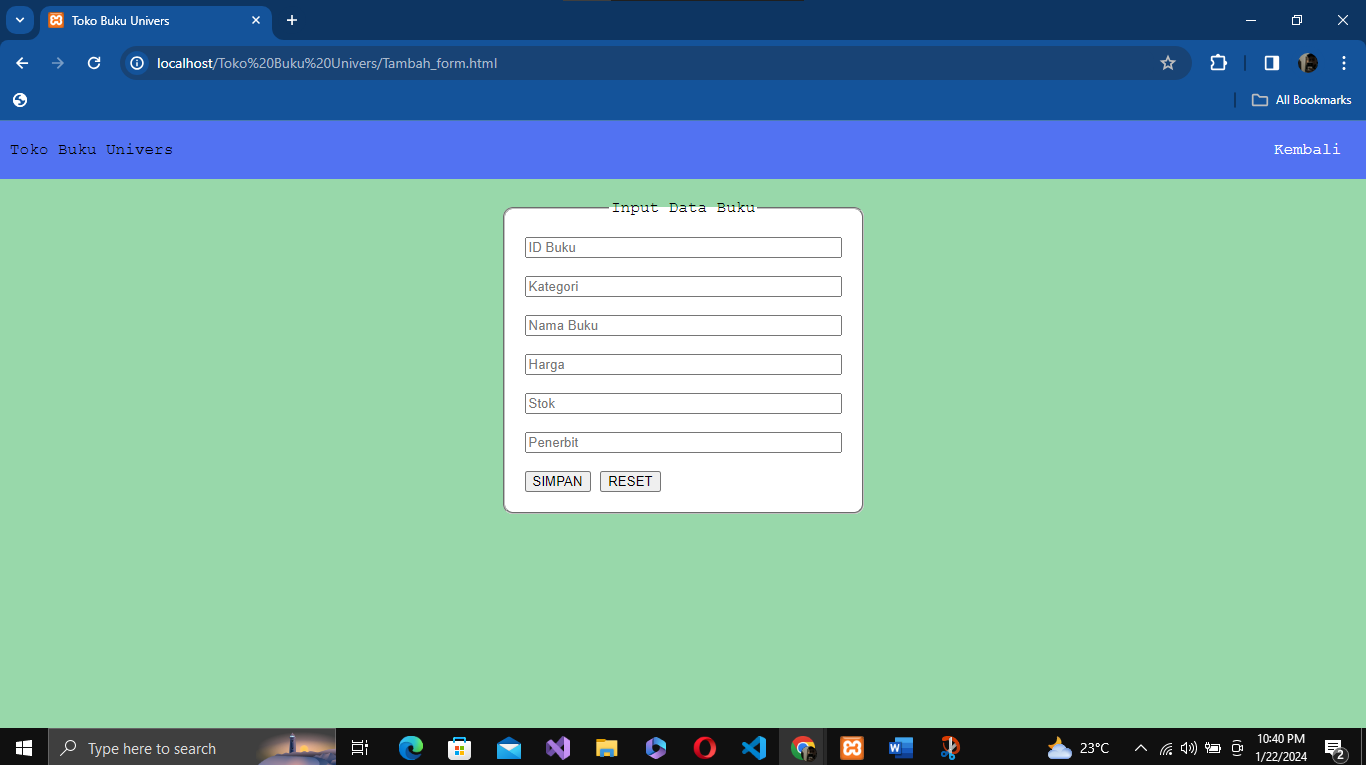 Toko Buku Univers
localhost/Toko%20Buku%20Univers/Tambah_form.html
All Bookmarks
Toko Buku Univers
Kembali
Input Data Buku
ID Buku
Kategori
Nama Buku
Harga
Stok
Penerbit
SIMPAN RESET
Type here to search
23°C
10:40 PM
1/22/2024
2